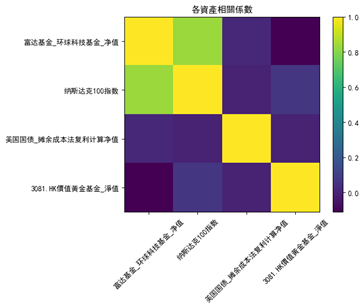 各資產相關係數
富达基金_环球科技基金_净值
纳斯达克100指数
美国国债_摊余成本法复利计算净值
3081.HK價值黃金基金_淨值
富达基金_环球科技基金_净值
纳斯达克100指数
美国国债_摊余成本法复利计算净值
3081.HK價值黃金基金_淨值
1.0
0.8
0.6
0.4
0.2
0.0